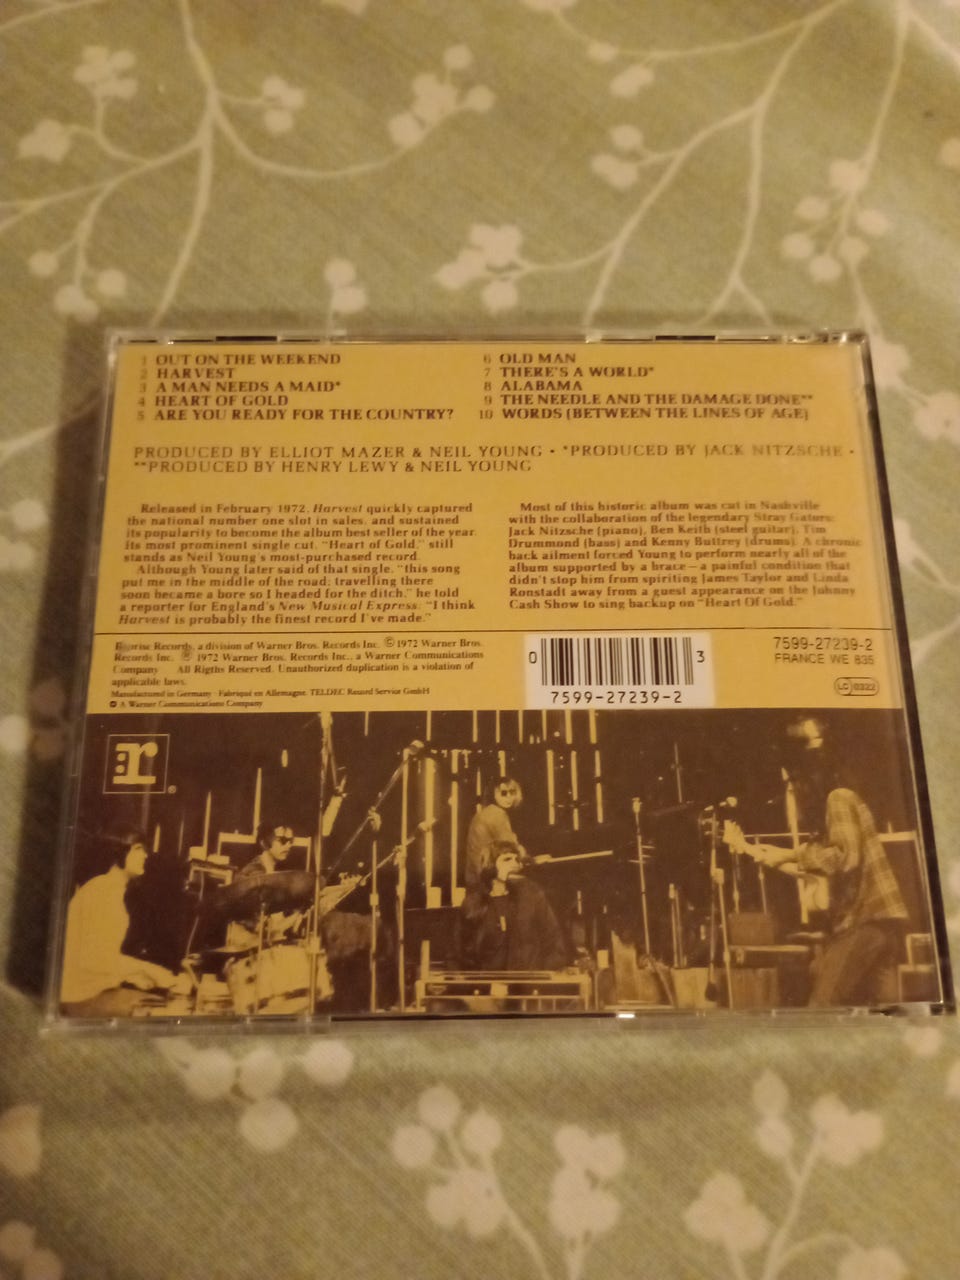 1 OUT ON THE WEEKEND
2 HARVEST
3 A MAN NEEDS A MAID*
4 HEART OF GOLD
5 ARE YOU READY FOR THE COUNTRY?
6 OLD MAN
7 THERE'S A WORLD*
8 ALABAMA
9 THE NEEDLE AND THE DAMAGE DONE**
10 WORDS (BETWEEN THE LINES OF AGE)
PRODUCED BY ELLIOT MAZER & NEIL YOUNG • *PRODUCED BY JACK NITZSCHE •
**PRODUCED BY HENRY LEWY & NEIL YOUNG
Released in February 1972, Harvest quickly captured
the national number one slot in sales, and sustained
its popularity to become the album best seller of the year.
Its most prominent single cut, "Heart of Gold," still
stands as Neil Young's most-purchased record.
Although Young later said of that single, "this song
put me in the middle of the road; travelling there
soon became a bore so I headed for the ditch," he told
a reporter for England's New Musical Express: "I think
Harvest is probably the finest record I've made."
Most of this historic album was cut in Nashville
with the collaboration of the legendary Stray Gators:
Jack Nitzsche (piano), Ben Keith (steel guitar), Tim
Drummond (bass) and Kenny Buttrey (drums). A chronic
back ailment forced Young to perform nearly all of the
album supported by a brace—a painful condition that
didn't stop him from spiriting James Taylor and Linda
Ronstadt away from a guest appearance on the Johnny
Cash Show to sing backup on "Heart Of Gold."
Reprise Records, a division of Warner Bros. Records Inc. © 1972 Warner Bros.
Records Inc. ℗ 1972 Warner Bros. Records Inc., a Warner Communications
Company All Rigths Reserved. Unauthorized duplication is a violation of
applicable laws.
Manufactured in Germany · Fabriqué en Allemagne. TELDEC Record Service GmbH
A Warner Communications Company
0 3
7599-27239-2
7599-27239-2
FRANCE WE 835
LC 0322
:r
®